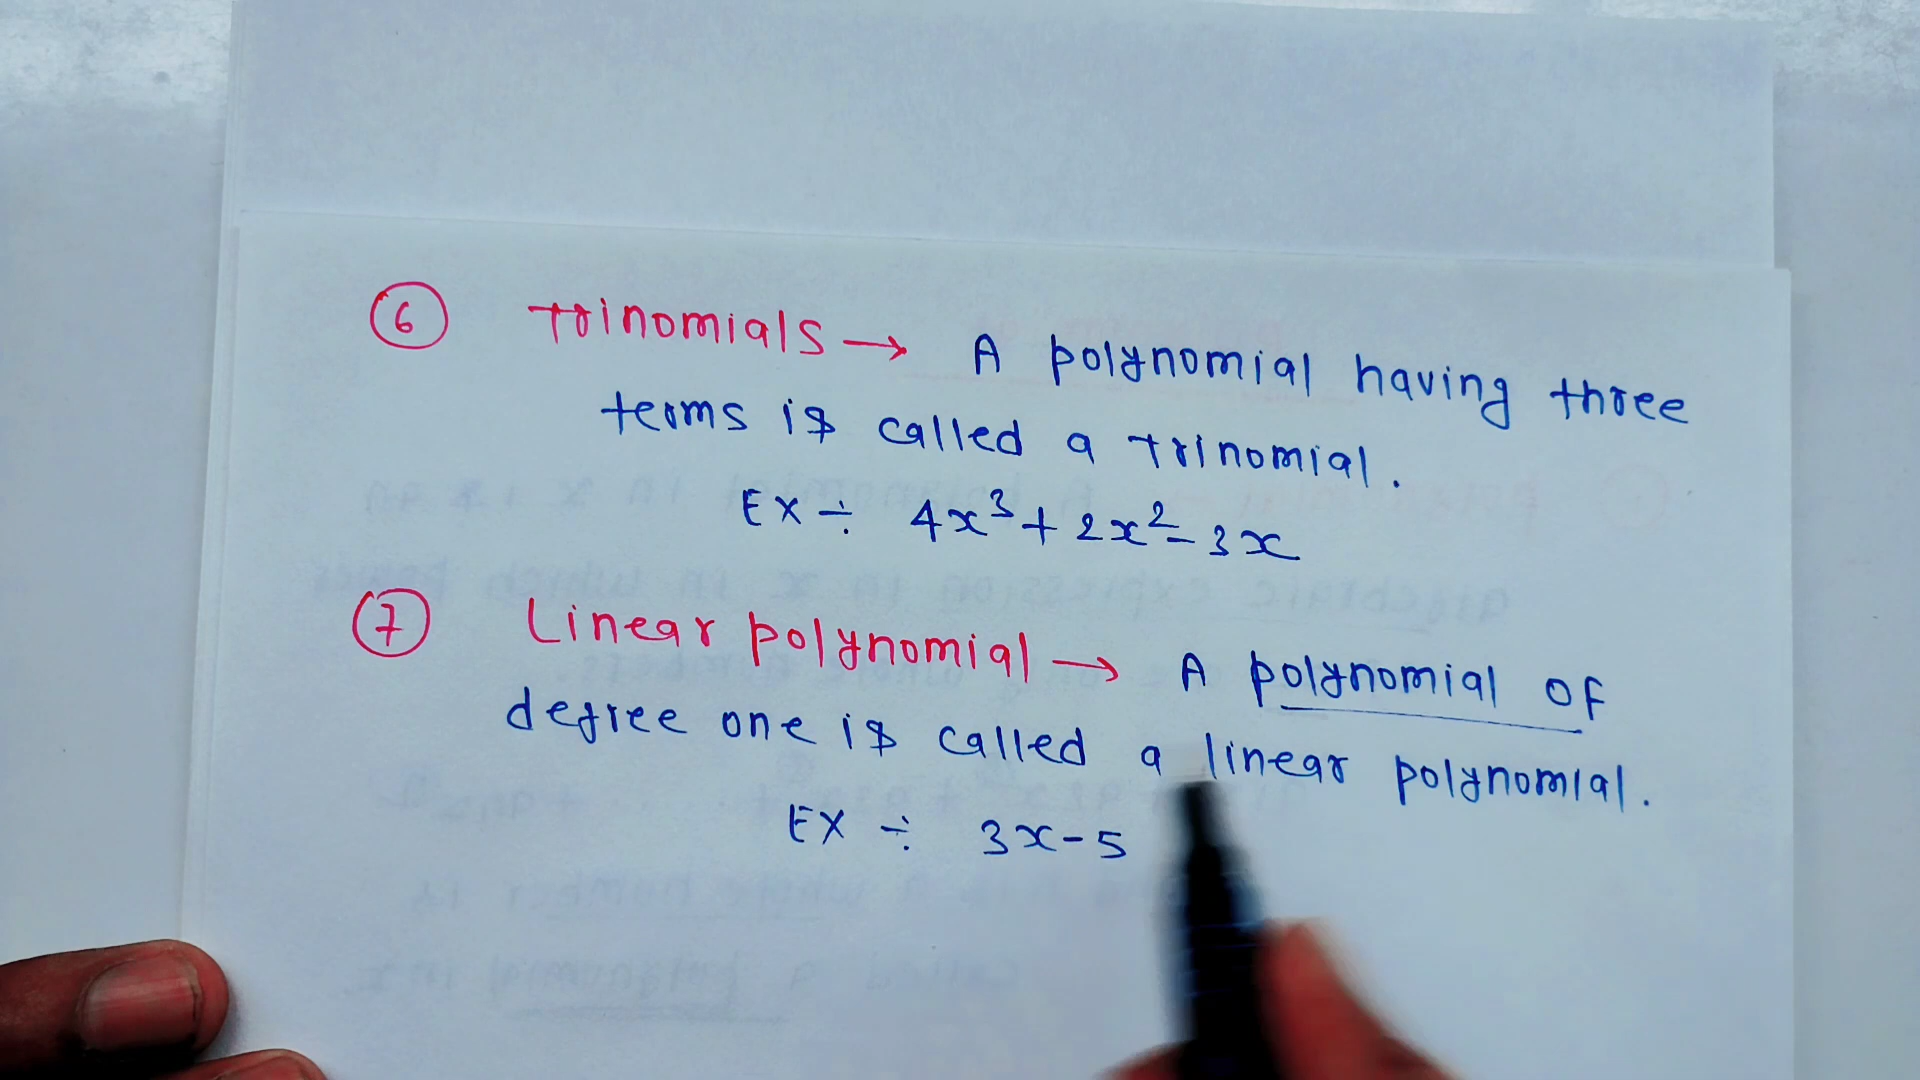 6 Trinomials → A polynomial having three
terms is called a trinomial.
Ex ÷ 4x³ + 2x² - 3x
7 Linear polynomial → A polynomial of
degree one is called a linear polynomial.
Ex ÷ 3x - 5